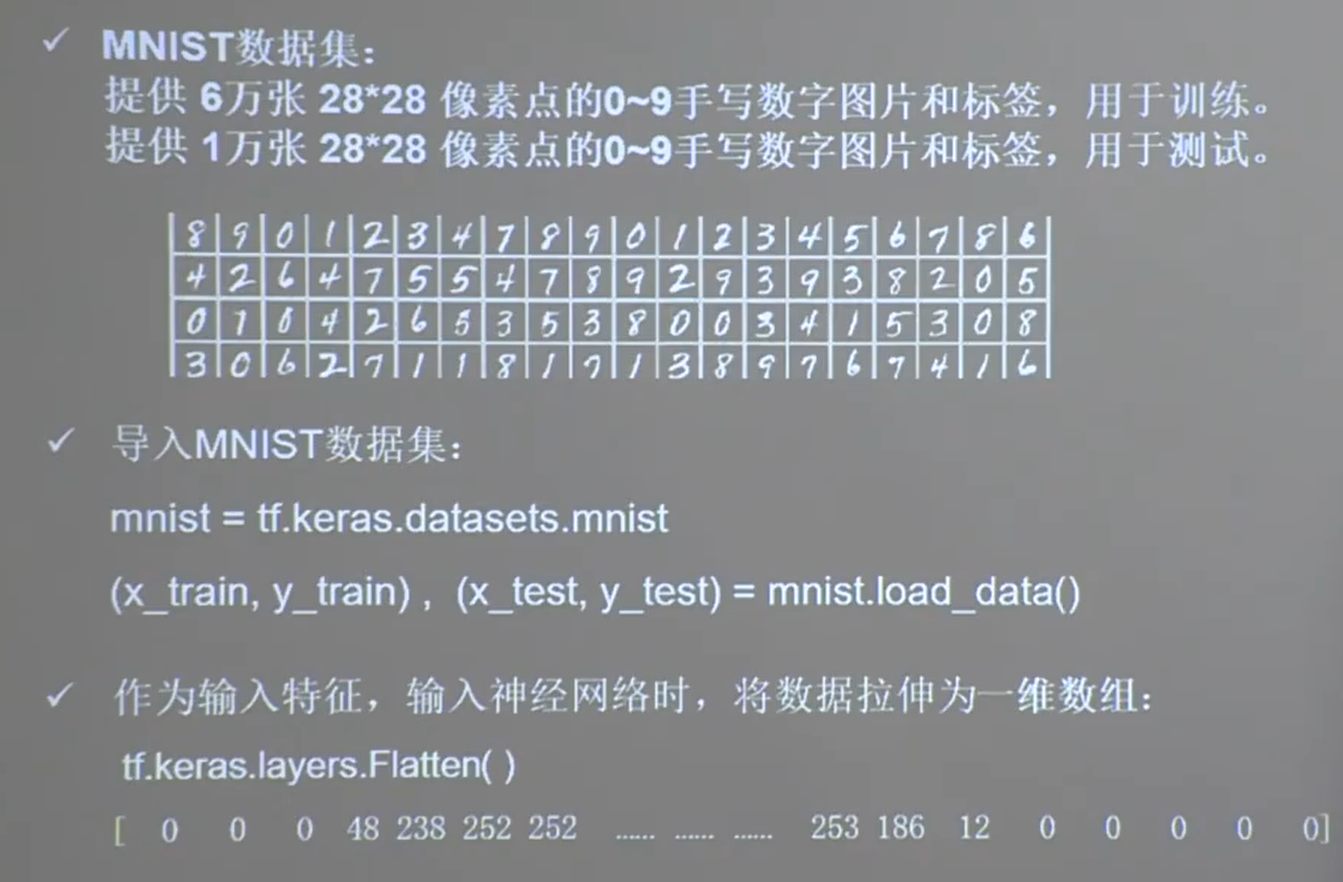 ✓ MNIST数据集：
提供 6万张 28*28 像素点的0~9手写数字图片和标签，用于训练。
提供 1万张 28*28 像素点的0~9手写数字图片和标签，用于测试。
8 9 0 1 2 3 4 7 8 9 0 1 2 3 4 5 6 7 8 6
4 2 6 4 7 5 5 4 7 8 9 2 9 3 9 3 8 2 0 5
0 1 0 4 2 6 5 3 5 3 8 0 0 3 4 1 5 3 0 8
3 0 6 2 7 1 1 8 1 7 1 3 8 9 7 6 7 4 1 6
✓ 导入MNIST数据集：
mnist = tf.keras.datasets.mnist
(x_train, y_train) , (x_test, y_test) = mnist.load_data()
✓ 作为输入特征，输入神经网络时，将数据拉伸为一维数组：
tf.keras.layers.Flatten( )
[ 0 0 0 48 238 252 252 …… …… …… 253 186 12 0 0 0 0 0]